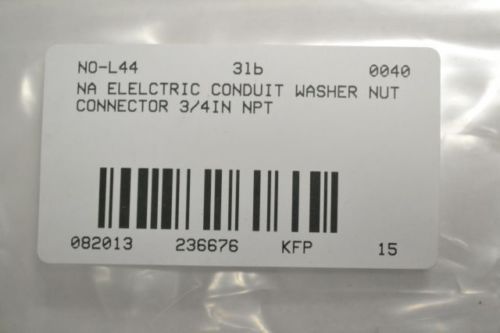 NO-L44 31b 0040
NA ELELCTRIC CONDUIT WASHER NUT
CONNECTOR 3/4IN NPT
082013 236676 KFP 15